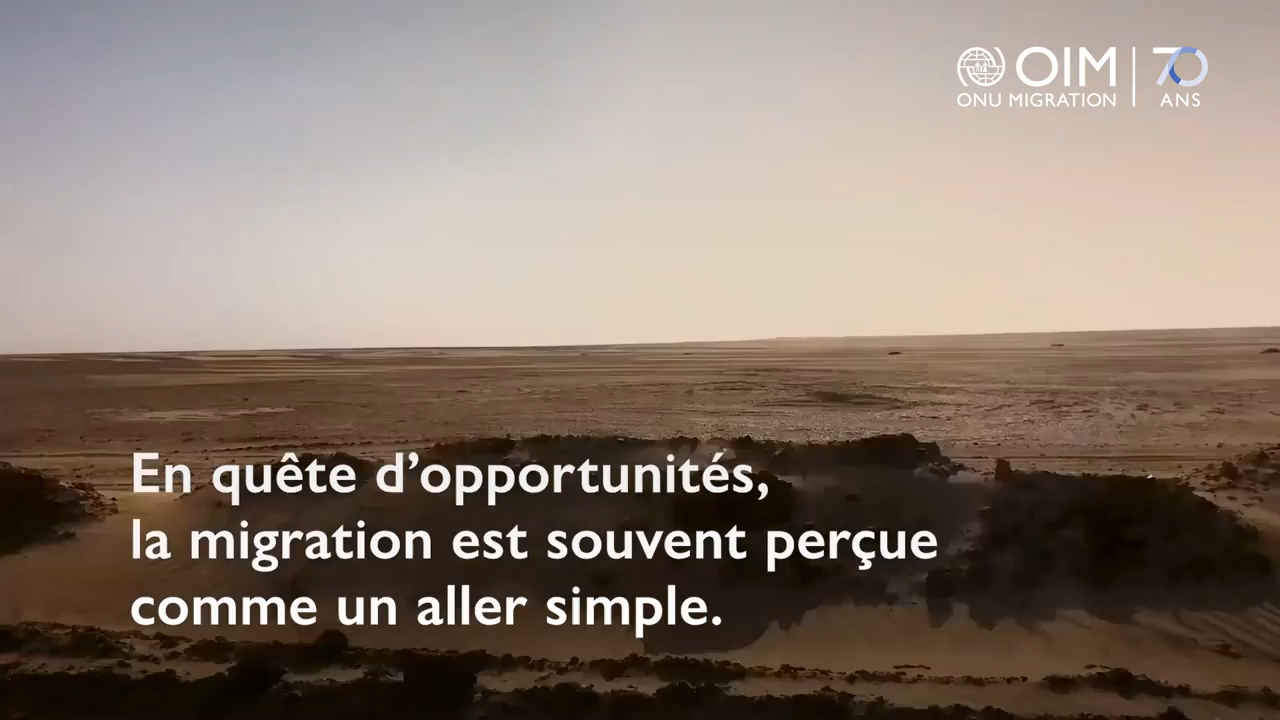 OIM
ONU MIGRATION
70
ANS
En quête d’opportunités,
la migration est souvent perçue
comme un aller simple.